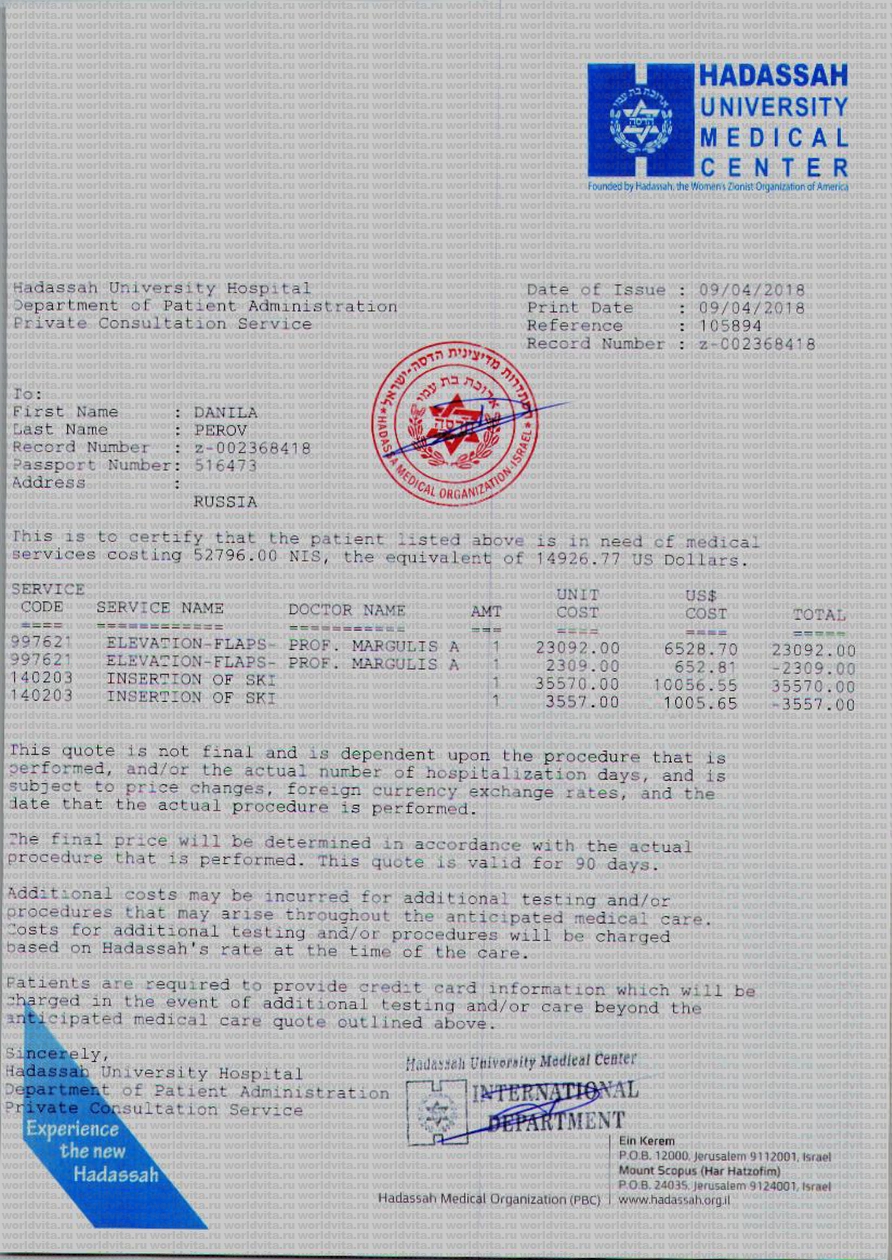 HADASSAH
UNIVERSITY
MEDICAL
CENTER
Founded by Hadassah, the Women's Zionist Organization of America
Hadassah University Hospital
Department of Patient Administration
Private Consultation Service
Date of Issue : 09/04/2018
Print Date : 09/04/2018
Reference : 105894
Record Number : z-002368418
הסתדרות מדיצינית הדסה-ישראל
ארוכת בת עמי
הדסה
HADASSA MEDICAL ORGANIZATION-ISRAEL
To:
First Name : DANILA
Last Name : PEROV
Record Number : z-002368418
Passport Number: 516473
Address :
RUSSIA
This is to certify that the patient listed above is in need of medical
services costing 52796.00 NIS, the equivalent of 14926.77 US Dollars.
SERVICE UNIT US$
CODE SERVICE NAME DOCTOR NAME AMT COST COST TOTAL
==== ============ =========== === ==== ==== =====
997621 ELEVATION-FLAPS- PROF. MARGULIS A 1 23092.00 6528.70 23092.00
997621 ELEVATION-FLAPS- PROF. MARGULIS A 1 2309.00 652.81 -2309.00
140203 INSERTION OF SKI 1 35570.00 10056.55 35570.00
140203 INSERTION OF SKI 1 3557.00 1005.65 -3557.00
This quote is not final and is dependent upon the procedure that is
performed, and/or the actual number of hospitalization days, and is
subject to price changes, foreign currency exchange rates, and the
date that the actual procedure is performed.
The final price will be determined in accordance with the actual
procedure that is performed. This quote is valid for 90 days.
Additional costs may be incurred for additional testing and/or
procedures that may arise throughout the anticipated medical care.
Costs for additional testing and/or procedures will be charged
based on Hadassah's rate at the time of the care.
Patients are required to provide credit card information which will be
charged in the event of additional testing and/or care beyond the
anticipated medical care quote outlined above.
Sincerely,
Hadassah University Hospital
Department of Patient Administration
Private Consultation Service
Experience
the new
Hadassah
Hadassah University Medical Center
INTERNATIONAL
DEPARTMENT
Hadassah Medical Organization (PBC)
Ein Kerem
P.O.B. 12000, Jerusalem 9112001, Israel
Mount Scopus (Har Hatzofim)
P.O.B. 24035, Jerusalem 9124001, Israel
www.hadassah.org.il
worldvita.ru